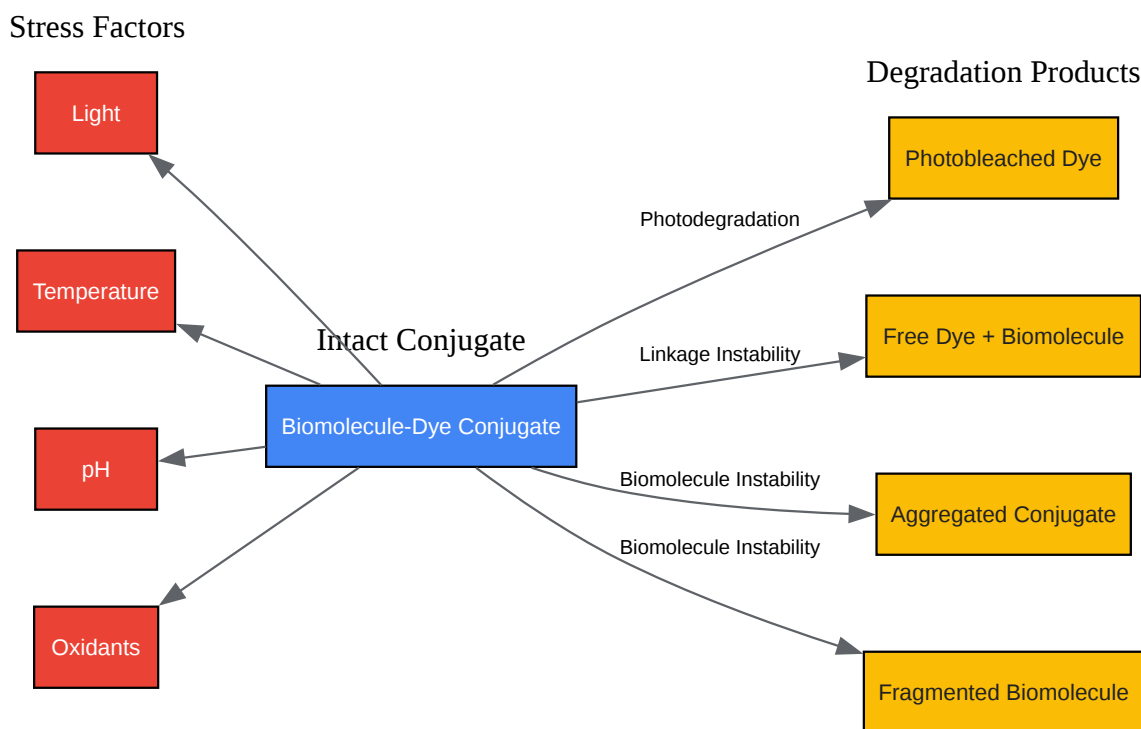 Stress Factors
Light
Temperature
pH
Oxidants
Intact Conjugate
Biomolecule-Dye Conjugate
Photodegradation
Linkage Instability
Biomolecule Instability
Biomolecule Instability
Degradation Products
Photobleached Dye
Free Dye + Biomolecule
Aggregated Conjugate
Fragmented Biomolecule